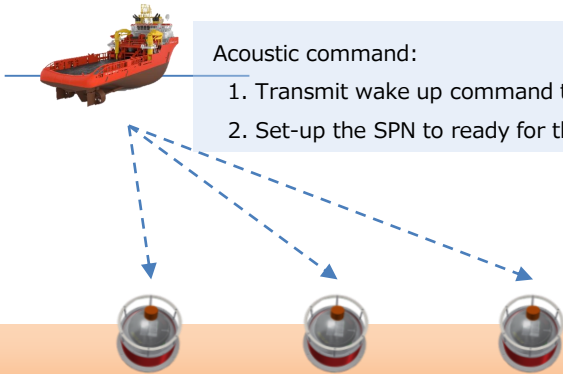 Acoustic command:
1. Transmit wake up command
2. Set-up the SPN to ready for